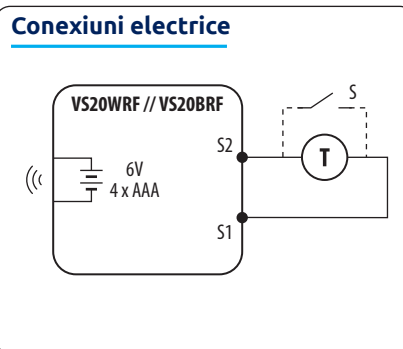 Conexiuni electrice
VS20WRF // VS20BRF
S
S2
T
6V
4 x AAA
S1